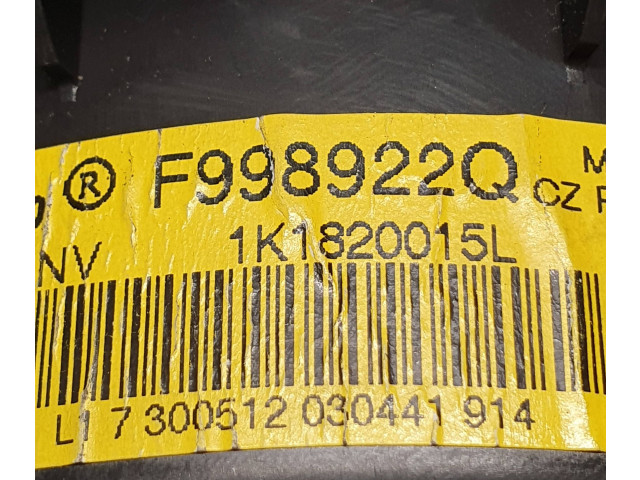 ® F998922Q
CZ
NV 1K1820015L
L1 7 300512 030441 914